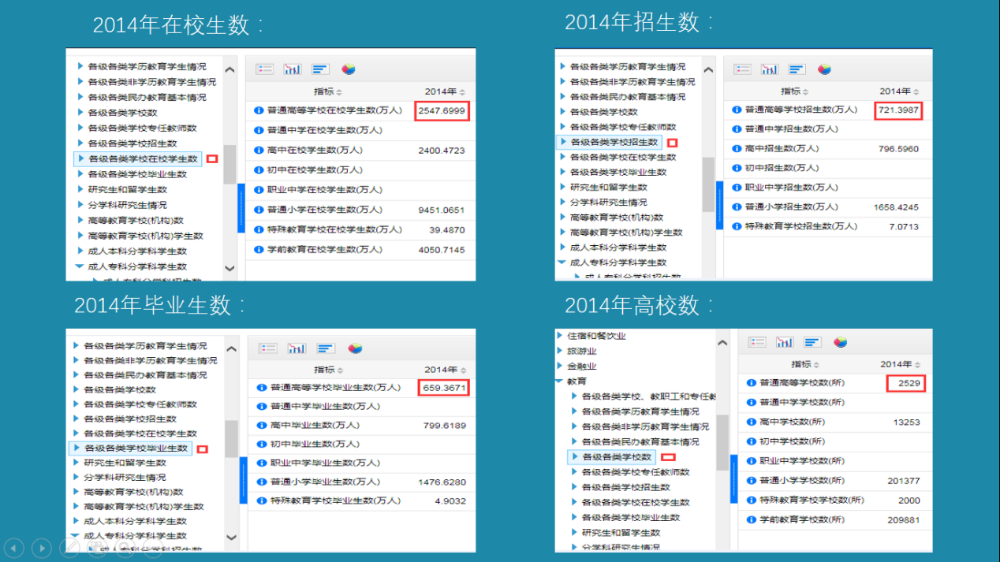 2014年在校生数：
各级各类学历教育学生情况
各级各类非学历教育学生情况
各级各类民办教育基本情况
各级各类学校数
各级各类学校专任教师数
各级各类学校招生数
各级各类学校在校学生数
各级各类学校毕业生数
研究生和留学生数
分学科研究生情况
高等教育学校(机构)数
高等教育学校(机构)学生数
成人本科分学科学生数
成人专科分学科学生数
成人专科分学科招生数
指标 2014年
普通高等学校在校学生数(万人) 2547.6999
普通中学在校学生数(万人)
高中在校学生数(万人) 2400.4723
初中在校学生数(万人)
职业中学在校学生数(万人)
普通小学在校学生数(万人) 9451.0651
特殊教育学校在校学生数(万人) 39.4870
学前教育在校学生数(万人) 4050.7145
2014年招生数：
各级各类学历教育学生情况
各级各类非学历教育学生情况
各级各类民办教育基本情况
各级各类学校数
各级各类学校专任教师数
各级各类学校招生数
各级各类学校在校学生数
各级各类学校毕业生数
研究生和留学生数
分学科研究生情况
高等教育学校(机构)数
高等教育学校(机构)学生数
成人本科分学科学生数
成人专科分学科学生数
成人专科分学科招生数
指标 2014年
普通高等学校招生数(万人) 721.3987
普通中学招生数(万人)
高中招生数(万人) 796.5960
初中招生数(万人)
职业中学招生数(万人)
普通小学招生数(万人) 1658.4245
特殊教育学校招生数(万人) 7.0713
2014年毕业生数：
各级各类学历教育学生情况
各级各类非学历教育学生情况
各级各类民办教育基本情况
各级各类学校数
各级各类学校专任教师数
各级各类学校招生数
各级各类学校在校学生数
各级各类学校毕业生数
研究生和留学生数
分学科研究生情况
高等教育学校(机构)数
高等教育学校(机构)学生数
成人本科分学科学生数
成人专科分学科学生数
成人专科分学科招生数
指标 2014年
普通高等学校毕业生数(万人) 659.3671
普通中学毕业生数(万人)
高中毕业生数(万人) 799.6189
初中毕业生数(万人)
职业中学毕业生数(万人)
普通小学毕业生数(万人) 1476.6280
特殊教育学校毕业生数(万人) 4.9032
2014年高校数：
住宿和餐饮业
旅游业
金融业
教育
各级各类学校、教职工和专任教
各级各类学历教育学生情况
各级各类非学历教育学生情况
各级各类民办教育基本情况
各级各类学校数
各级各类学校专任教师数
各级各类学校招生数
各级各类学校在校学生数
各级各类学校毕业生数
研究生和留学生数
分学科研究生情况
指标 2014年
普通高等学校数(所) 2529
普通中学学校数(所)
高中学校数(所) 13253
初中学校数(所)
职业中学学校数(所)
普通小学学校数(所) 201377
特殊教育学校学校数(所) 2000
学前教育学校数(所) 209881